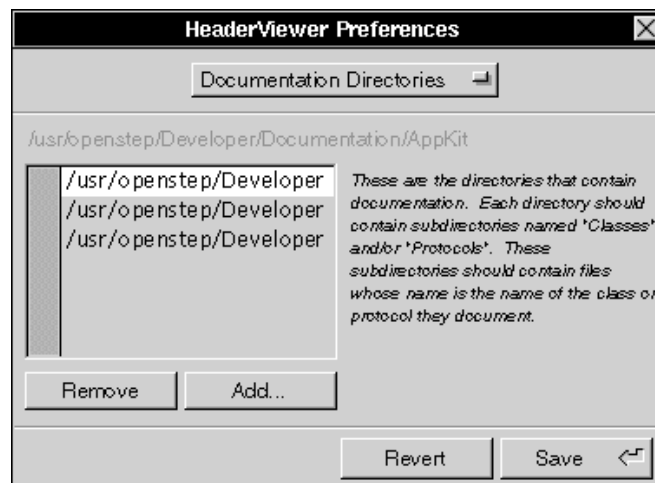 HeaderViewer Preferences
Documentation Directories
/usr/openstep/Developer/Documentation/AppKit
/usr/openstep/Developer
/usr/openstep/Developer
/usr/openstep/Developer
These are the directories that contain
documentation. Each directory should
contain subdirectories named "Classes"
and/or "Protocols". These
subdirectories should contain files
whose name is the name of the class or
protocol they document.
Remove
Add...
Revert
Save